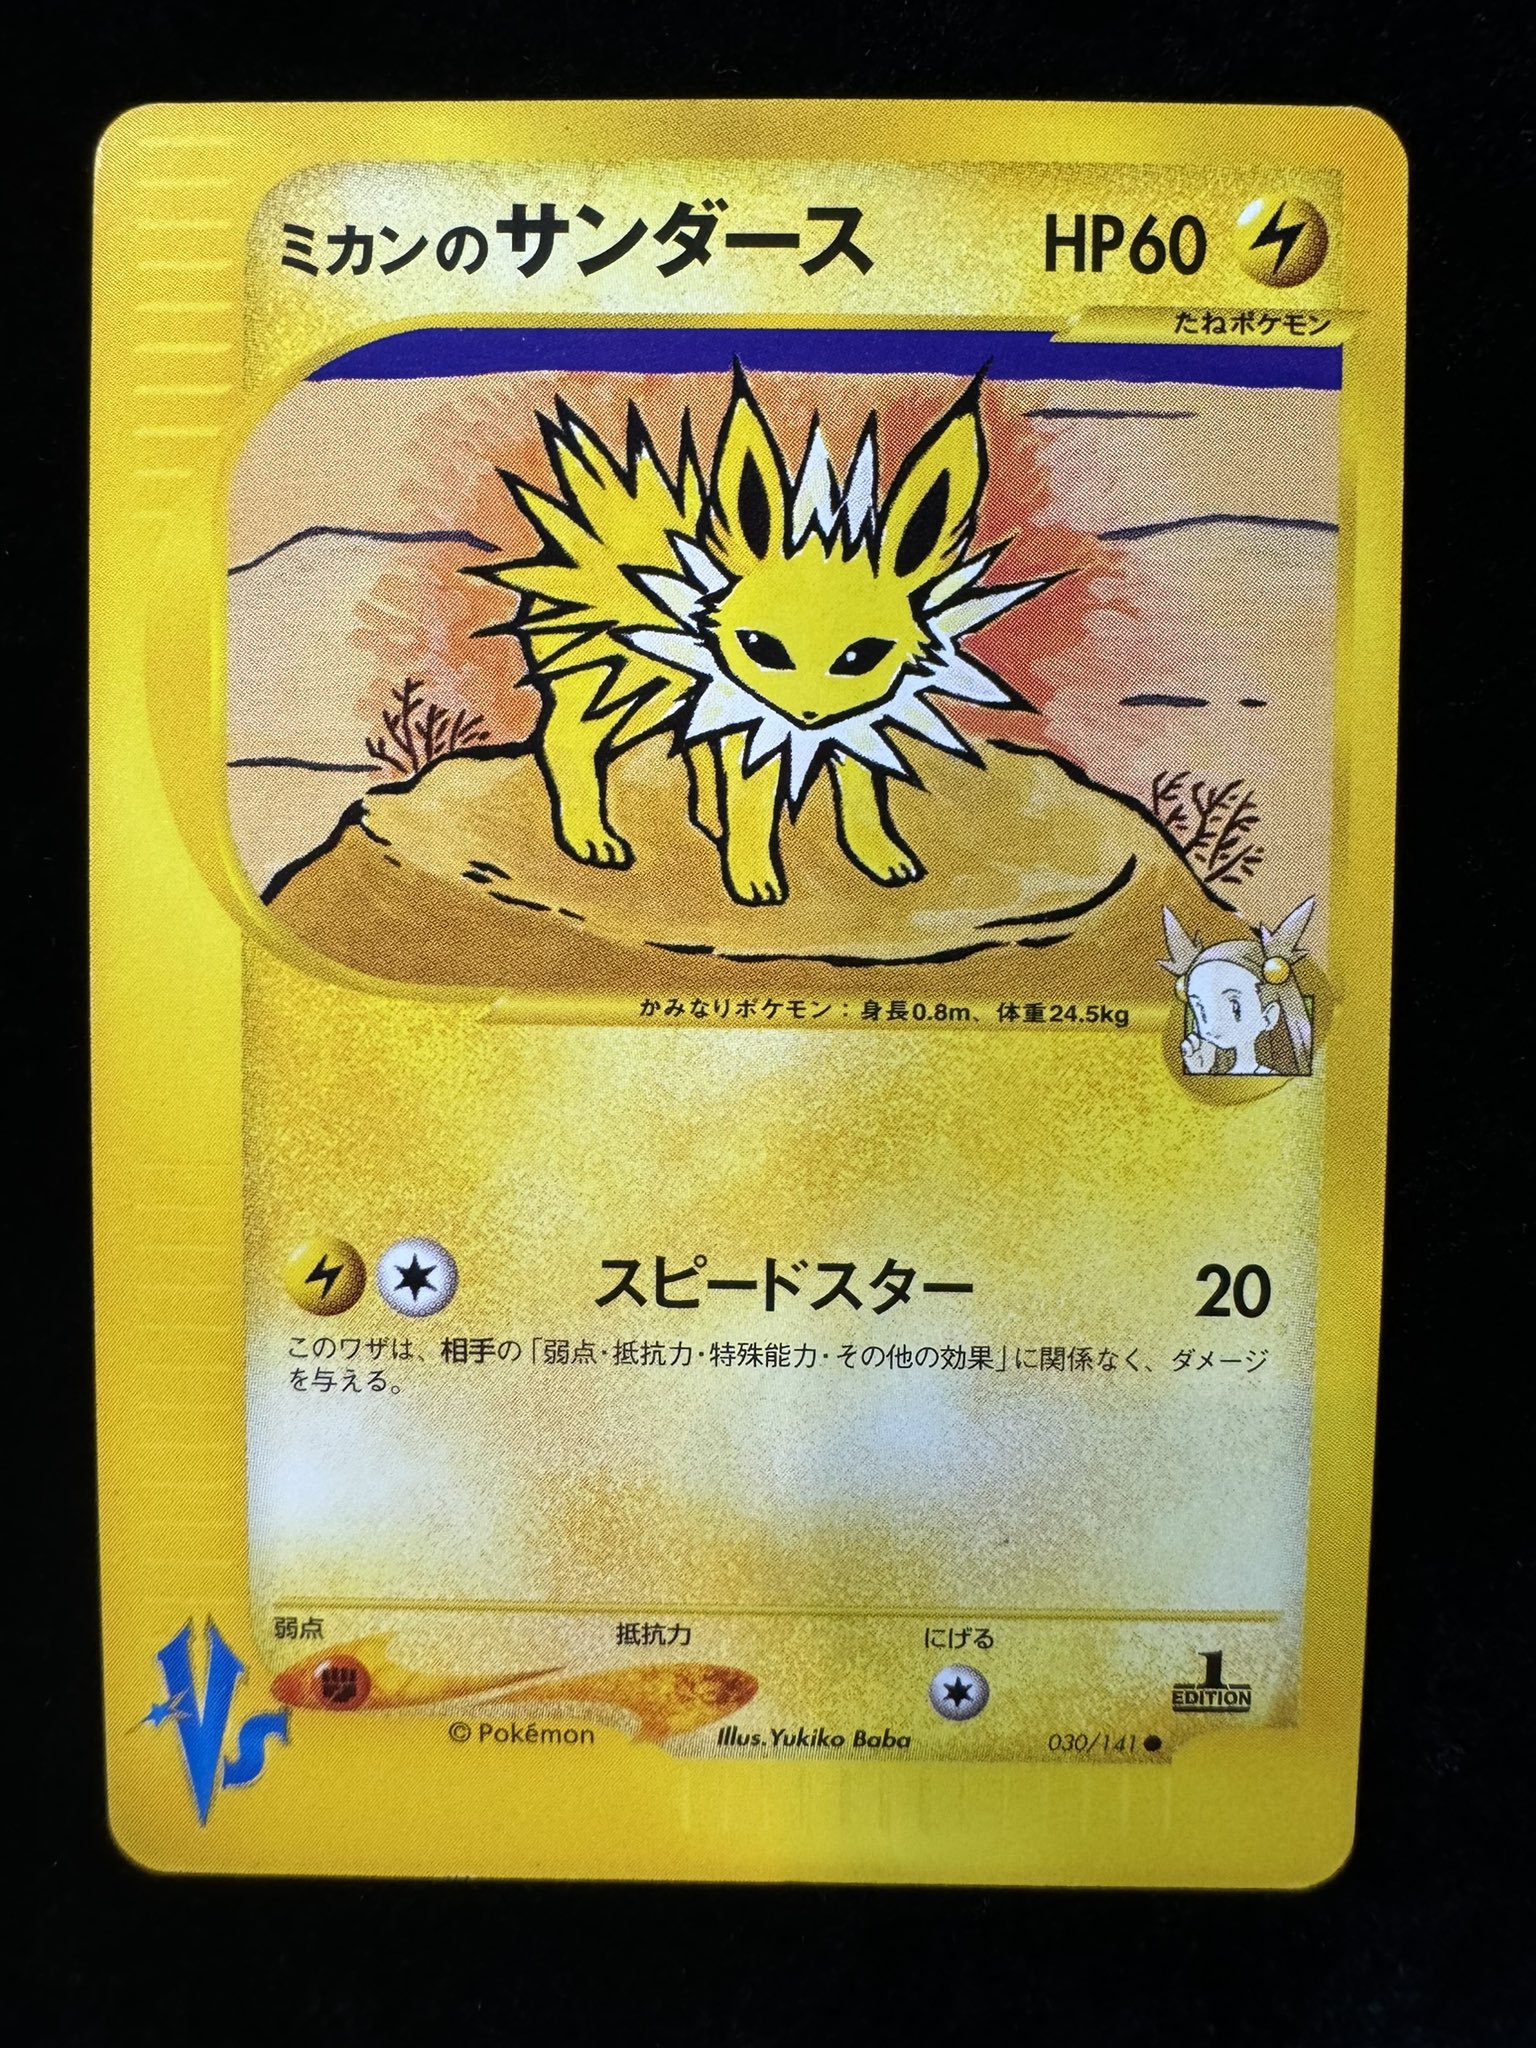 ミカンのサンダース HP60
たねポケモン
かみなりポケモン：身長0.8m、体重24.5kg
スピードスター 20
このワザは、相手の「弱点・抵抗力・特殊能力・その他の効果」に関係なく、ダメージ
を与える。
弱点 抵抗力 にげる
1
EDITION
VS
© Pokémon Illus. Yukiko Baba 030/141